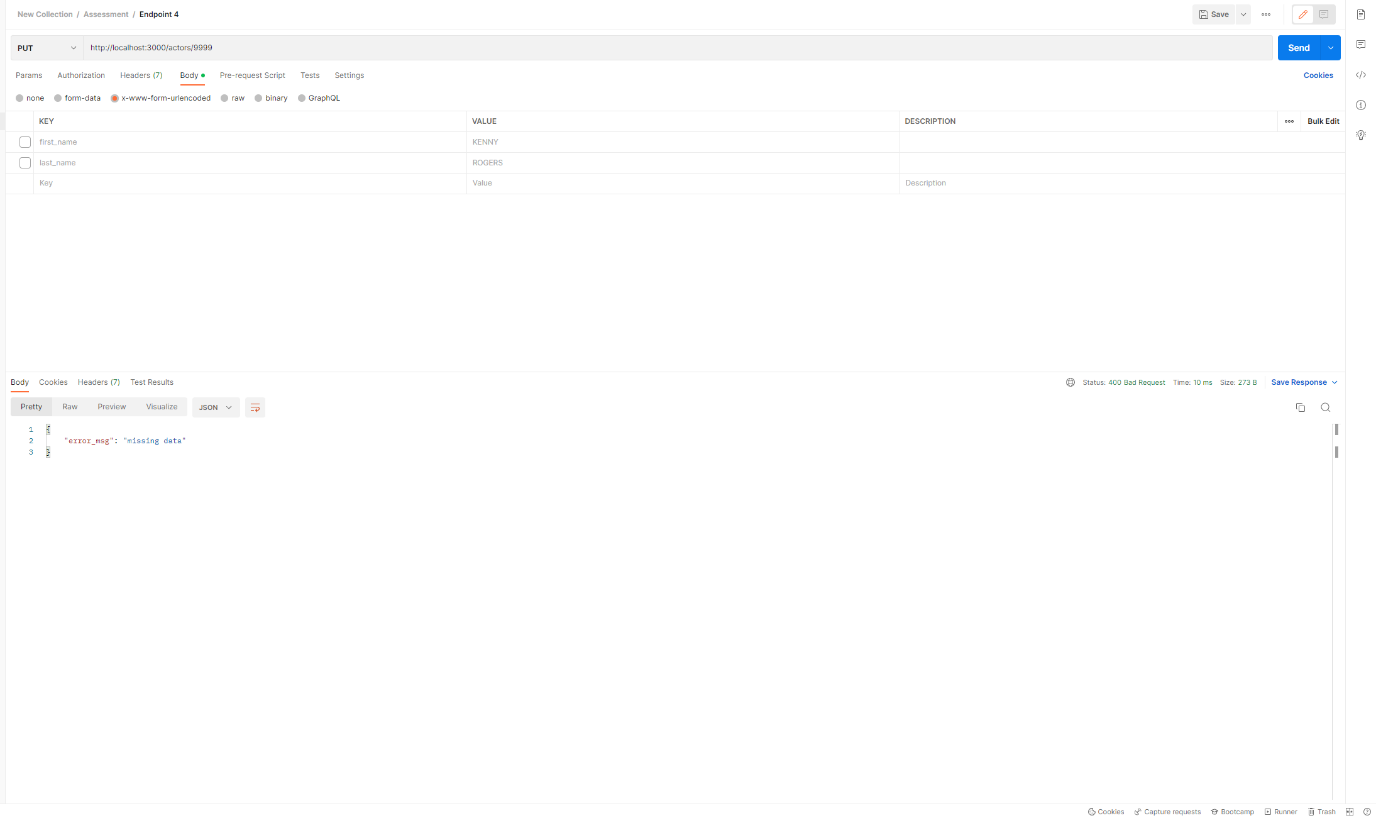 New Collection / Assessment / Endpoint 4
Save
PUT
http://localhost:3000/actors/9999
Send
Params Authorization Headers (7) Body Pre-request Script Tests Settings
Cookies
none form-data x-www-form-urlencoded raw binary GraphQL
KEY VALUE DESCRIPTION
Bulk Edit
first_name KENNY
last_name ROGERS
Key Value Description
Body Cookies Headers (7) Test Results
Status: 400 Bad Request Time: 10 ms Size: 273 B Save Response
Pretty Raw Preview Visualize JSON
1 {
2 "error_msg": "missing data"
3 }
Cookies Capture requests Bootcamp Runner Trash